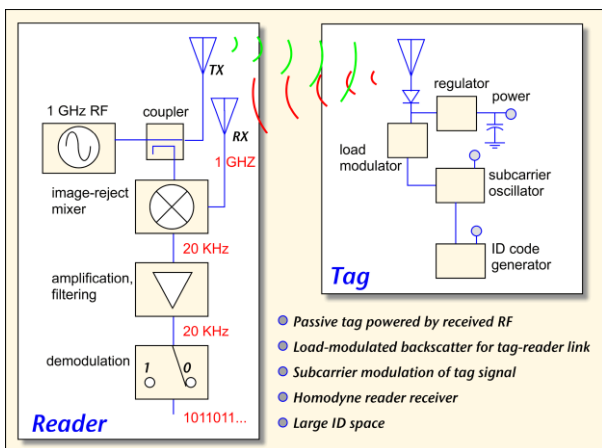 TX
1 GHz RF
coupler
RX
1 GHZ
image-reject
mixer
20 KHz
amplification,
filtering
20 KHz
demodulation
1 0
1011011...
Reader
regulator
power
load
modulator
subcarrier
oscillator
ID code
generator
Tag
Passive tag powered by received RF
Load-modulated backscatter for tag-reader link
Subcarrier modulation of tag signal
Homodyne reader receiver
Large ID space